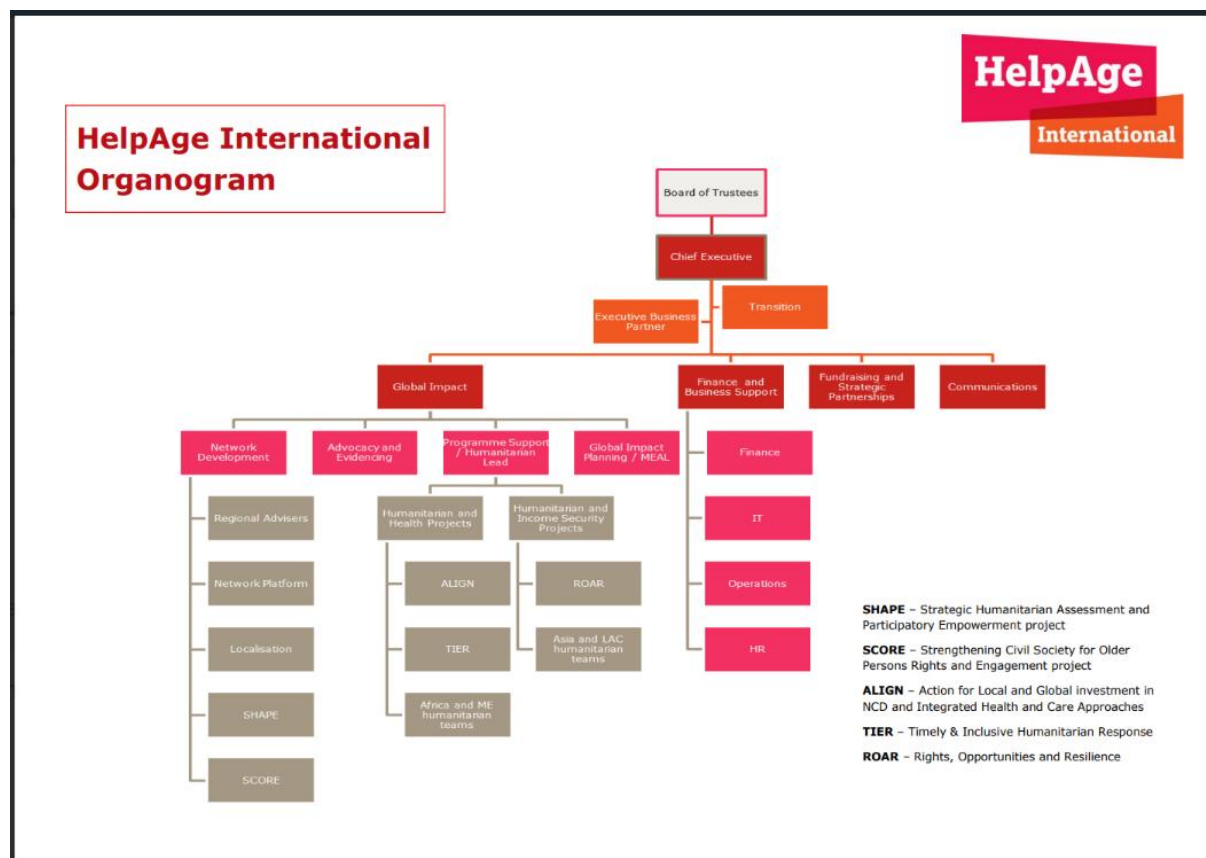 HelpAge
International
HelpAge International
Organogram
Board of Trustees
Chief Executive
Transition
Executive Business
Partner
Global Impact
Finance and
Business Support
Fundraising and
Strategic
Partnerships
Communications
Network
Development
Advocacy and
Evidencing
Programme Support
/ Humanitarian
Lead
Global Impact
Planning / MEAL
Finance
Regional Advisers
Humanitarian and
Health Projects
Humanitarian and
Income Security
Projects
IT
Network Platform
ALIGN
ROAR
Operations
Localisation
TIER
Asia and LAC
humanitarian
teams
HR
SHAPE
Africa and ME
humanitarian
teams
SCORE
SHAPE – Strategic Humanitarian Assessment and
Participatory Empowerment project
SCORE – Strengthening Civil Society for Older
Persons Rights and Engagement project
ALIGN – Action for Local and Global investment in
NCD and Integrated Health and Care Approaches
TIER – Timely & Inclusive Humanitarian Response
ROAR – Rights, Opportunities and Resilience